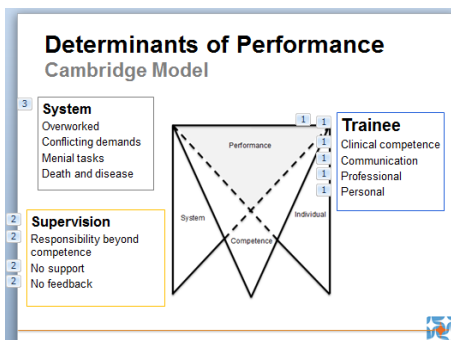 Determinants of Performance
Cambridge Model
3
System
Overworked
Conflicting demands
Menial tasks
Death and disease
1
1
Trainee
1
Clinical competence
1
Communication
1
Professional
1
Personal
Performance
System
Individual
Competence
2
Supervision
2
Responsibility beyond
competence
2
No support
2
No feedback